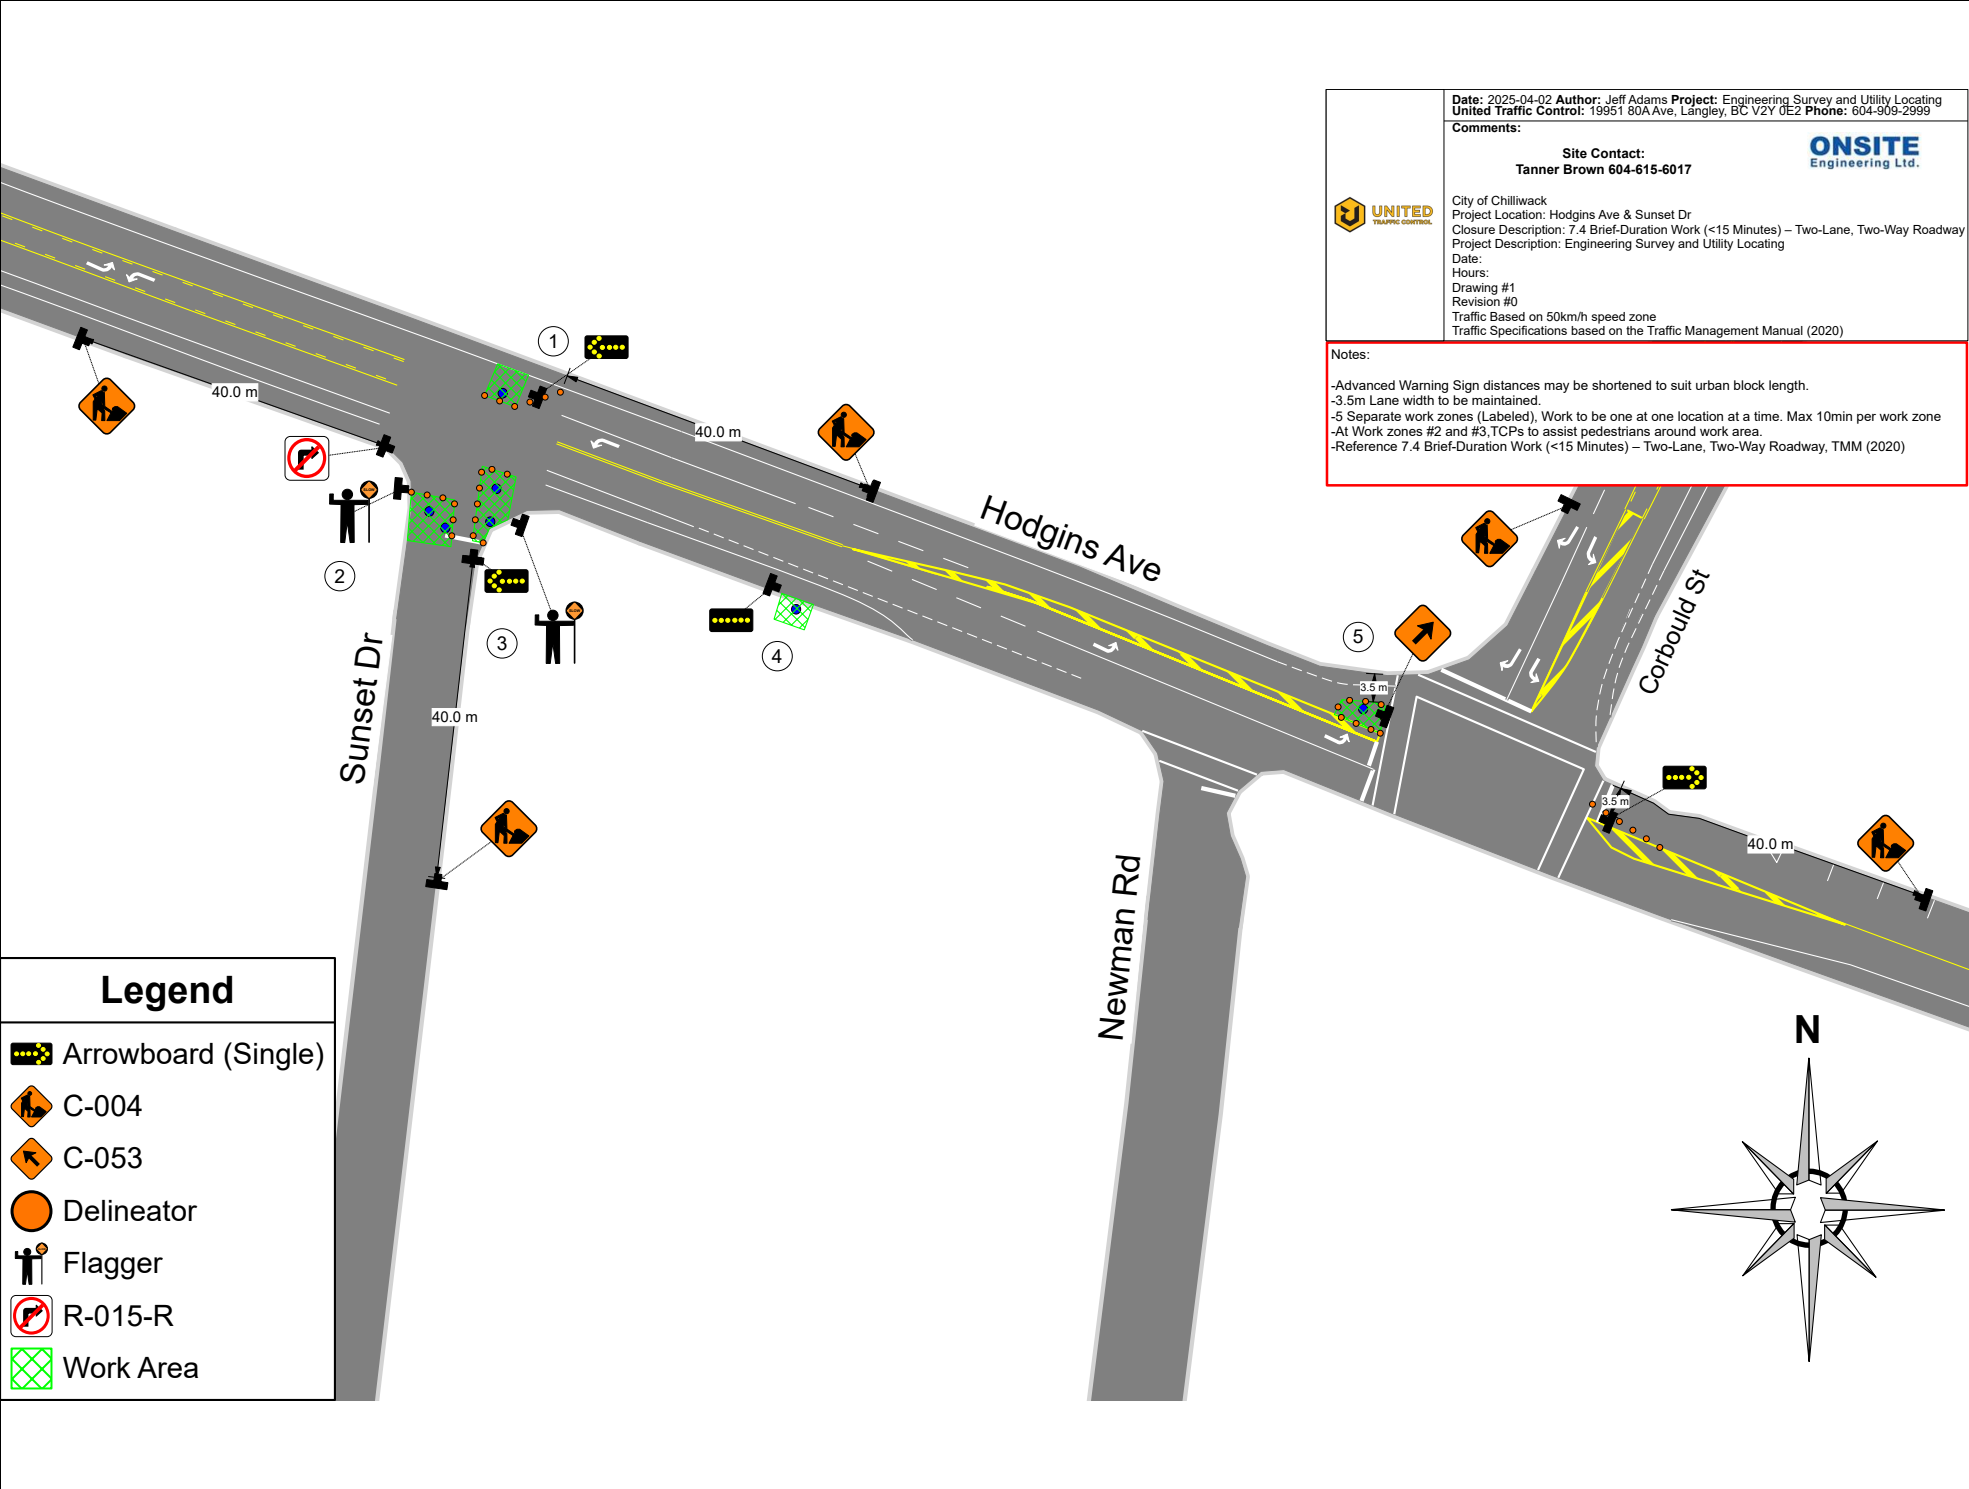 Date: 2025-04-02 Author: Jeff Adams Project: Engineering Survey and Utility Locating
United Traffic Control: 19951 80A Ave, Langley, BC V2Y 0E2 Phone: 604-909-2999
Comments:
Site Contact:
Tanner Brown 604-615-6017
ONSITE
Engineering Ltd.
UNITED
TRAFFIC CONTROL
City of Chilliwack
Project Location: Hodgins Ave & Sunset Dr
Closure Description: 7.4 Brief-Duration Work (<15 Minutes) – Two-Lane, Two-Way Roadway
Project Description: Engineering Survey and Utility Locating
Date:
Hours:
Drawing #1
Revision #0
Traffic Based on 50km/h speed zone
Traffic Specifications based on the Traffic Management Manual (2020)
Notes:
-Advanced Warning Sign distances may be shortened to suit urban block length.
-3.5m Lane width to be maintained.
-5 Separate work zones (Labeled), Work to be one at one location at a time. Max 10min per work zone
-At Work zones #2 and #3,TCPs to assist pedestrians around work area.
-Reference 7.4 Brief-Duration Work (<15 Minutes) – Two-Lane, Two-Way Roadway, TMM (2020)
1
40.0 m
40.0 m
Hodgins Ave
2
3
4
5
Corbould St
3.5 m
Sunset Dr
40.0 m
3.5 m
40.0 m
Newman Rd
Legend
Arrowboard (Single)
C-004
C-053
Delineator
Flagger
R-015-R
Work Area
N